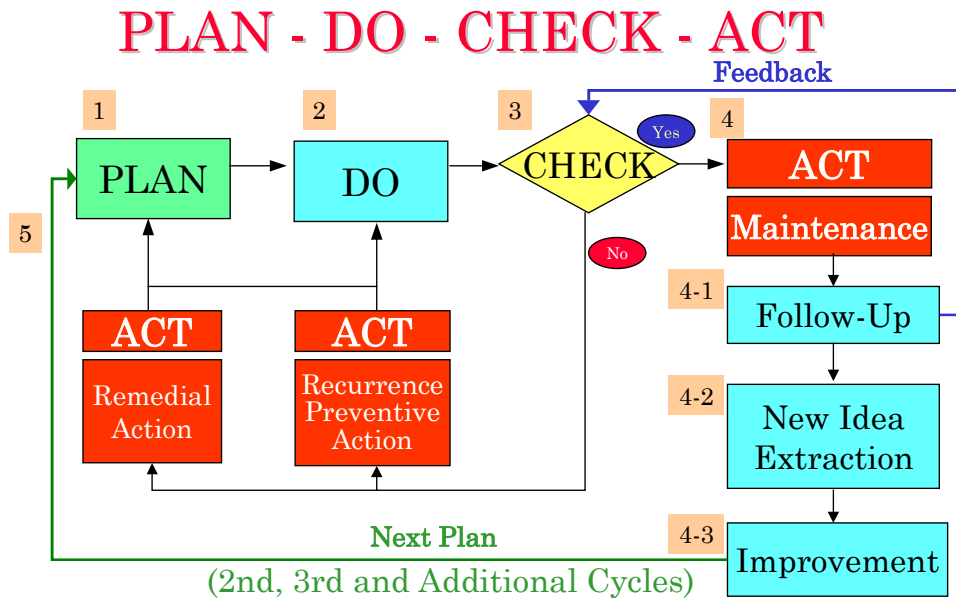 PLAN - DO - CHECK - ACT
Feedback
1
2
3
Yes
4
PLAN
DO
CHECK
ACT
Maintenance
5
No
4-1
Follow-Up
ACT
Remedial
Action
ACT
Recurrence
Preventive
Action
4-2
New Idea
Extraction
4-3
Improvement
Next Plan
(2nd, 3rd and Additional Cycles)